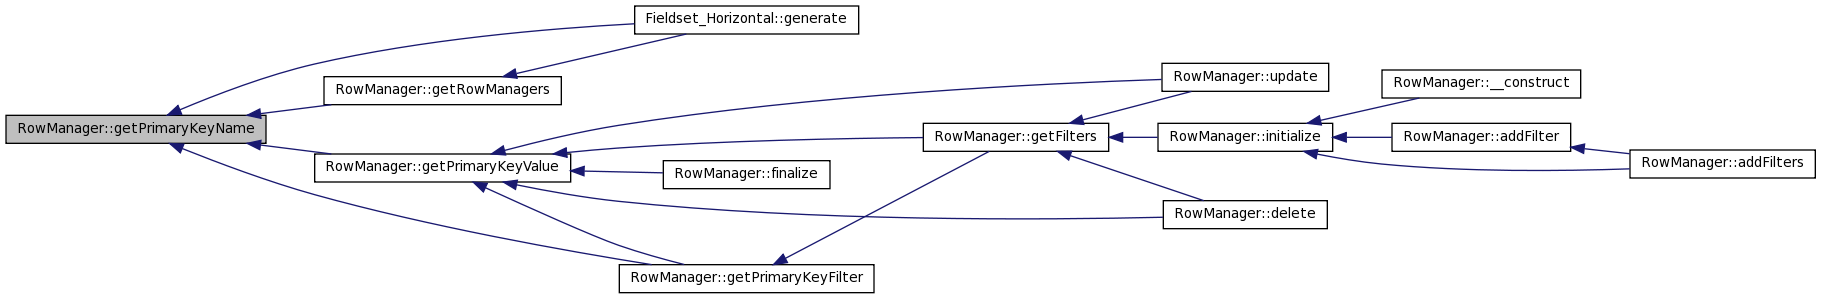 Fieldset_Horizontal::generate
RowManager::getRowManagers
RowManager::getPrimaryKeyName
RowManager::getPrimaryKeyValue
RowManager::finalize
RowManager::getPrimaryKeyFilter
RowManager::getFilters
RowManager::update
RowManager::initialize
RowManager::delete
RowManager::__construct
RowManager::addFilter
RowManager::addFilters